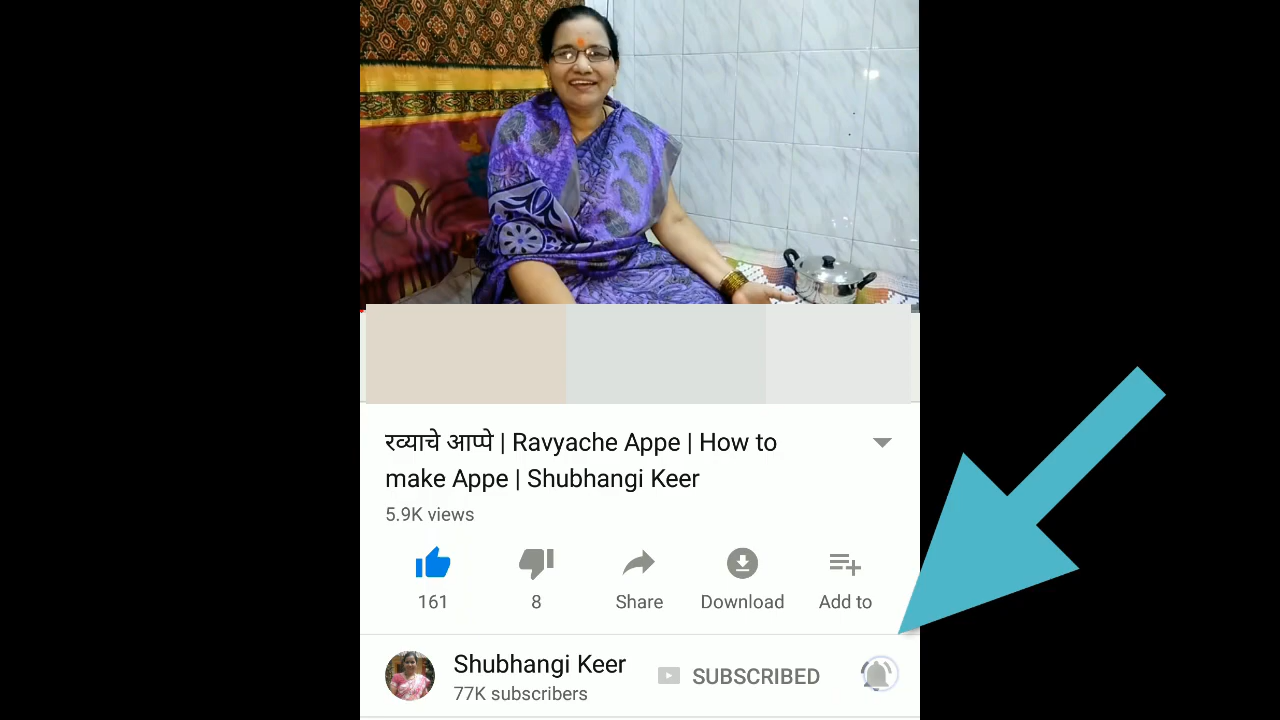 रव्याचे आप्पे | Ravyache Appe | How to
make Appe | Shubhangi Keer
5.9K views
161 8 Share Download Add to
Shubhangi Keer SUBSCRIBED
77K subscribers